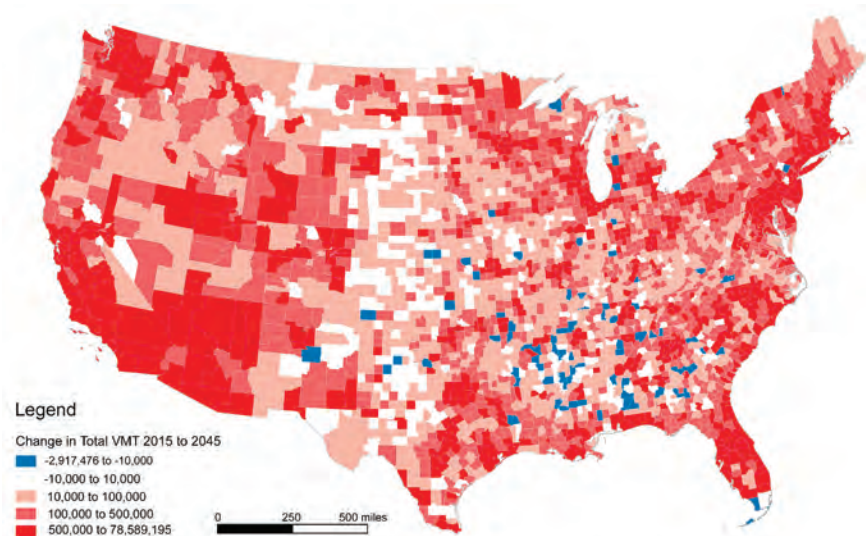 Legend
Change in Total VMT 2015 to 2045
-2,917,476 to -10,000
-10,000 to 10,000
10,000 to 100,000
100,000 to 500,000
500,000 to 78,589,195
0 250 500 miles